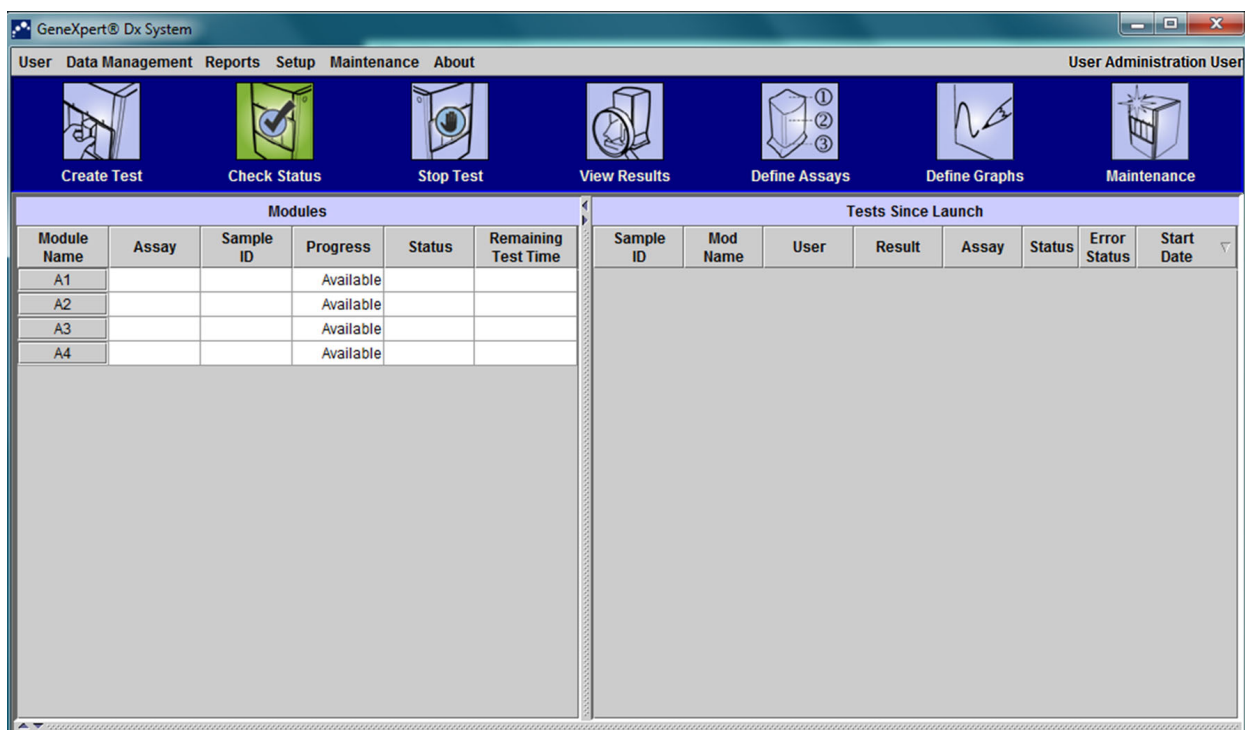 GeneXpert® Dx System
User Data Management Reports Setup Maintenance About User Administration User
Create Test Check Status Stop Test View Results Define Assays Define Graphs Maintenance
① 
② 
③
Modules Tests Since Launch
Module Name Assay Sample ID Progress Status Remaining Test Time Sample ID Mod Name User Result Assay Status Error Status Start Date
A1 Available
A2 Available
A3 Available
A4 Available